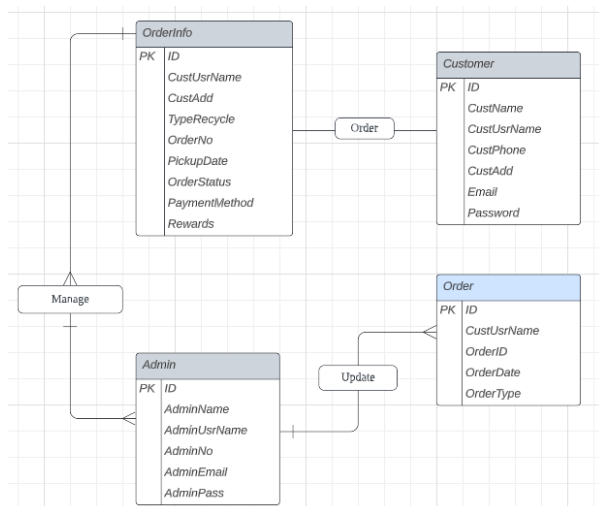 OrderInfo
PK ID
CustUsrName
CustAdd
TypeRecycle
OrderNo
PickupDate
OrderStatus
PaymentMethod
Rewards
Order
Customer
PK ID
CustName
CustUsrName
CustPhone
CustAdd
Email
Password
Manage
Admin
PK ID
AdminName
AdminUsrName
AdminNo
AdminEmail
AdminPass
Update
Order
PK ID
CustUsrName
OrderID
OrderDate
OrderType